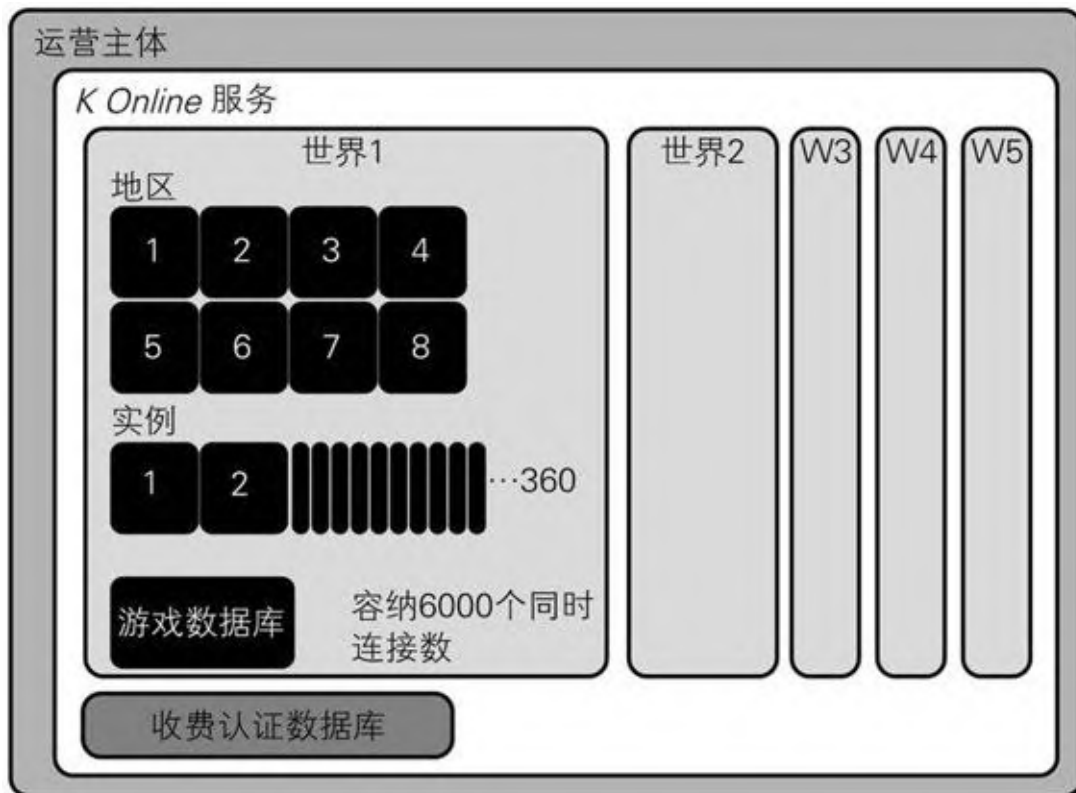 运营主体
K Online 服务
世界1
世界2
W3
W4
W5
地区
1 2 3 4
5 6 7 8
实例
1 2 …360
游戏数据库
容纳6000个同时
连接数
收费认证数据库